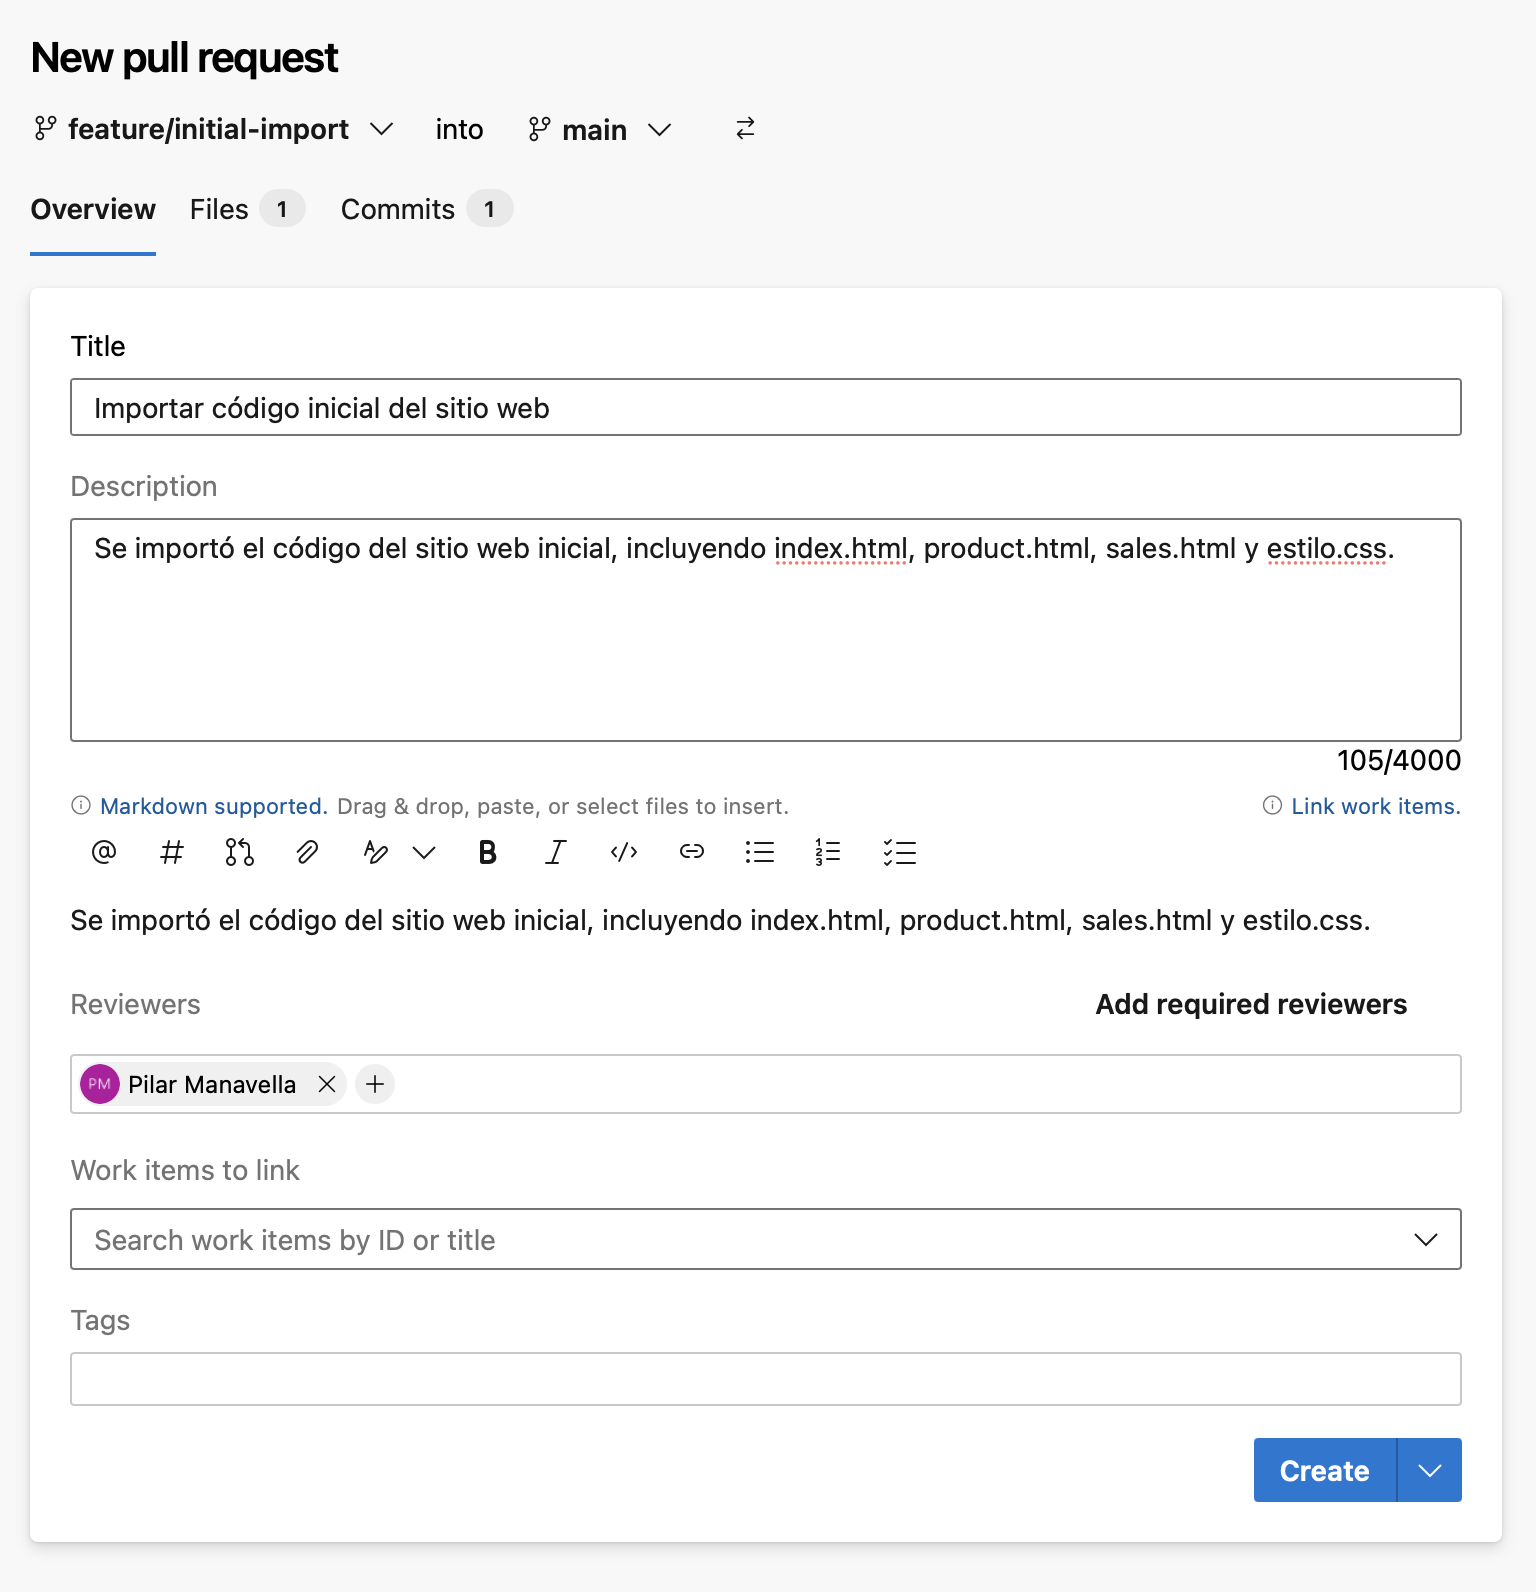 New pull request
feature/initial-import into main
Overview Files 1 Commits 1
Title
Importar código inicial del sitio web
Description
Se importó el código del sitio web inicial, incluyendo index.html, product.html, sales.html y estilo.css.
105/4000
Markdown supported. Drag & drop, paste, or select files to insert. Link work items.
Se importó el código del sitio web inicial, incluyendo index.html, product.html, sales.html y estilo.css.
Reviewers Add required reviewers
PM Pilar Manavella
Work items to link
Search work items by ID or title
Tags
Create